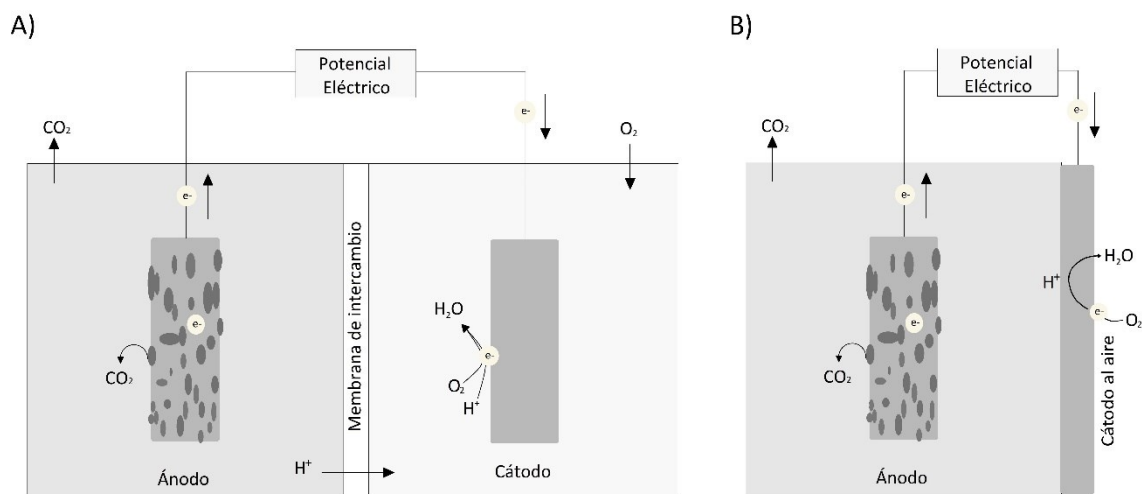 A)
Potencial
Eléctrico
e-
CO₂
O₂
e-
Membrana de intercambio
e-
H₂O
e-
CO₂
O₂
H⁺
H⁺
Ánodo
Cátodo
B)
Potencial
Eléctrico
e-
CO₂
e-
H₂O
H⁺
e-
e-
O₂
CO₂
Cátodo al aire
Ánodo